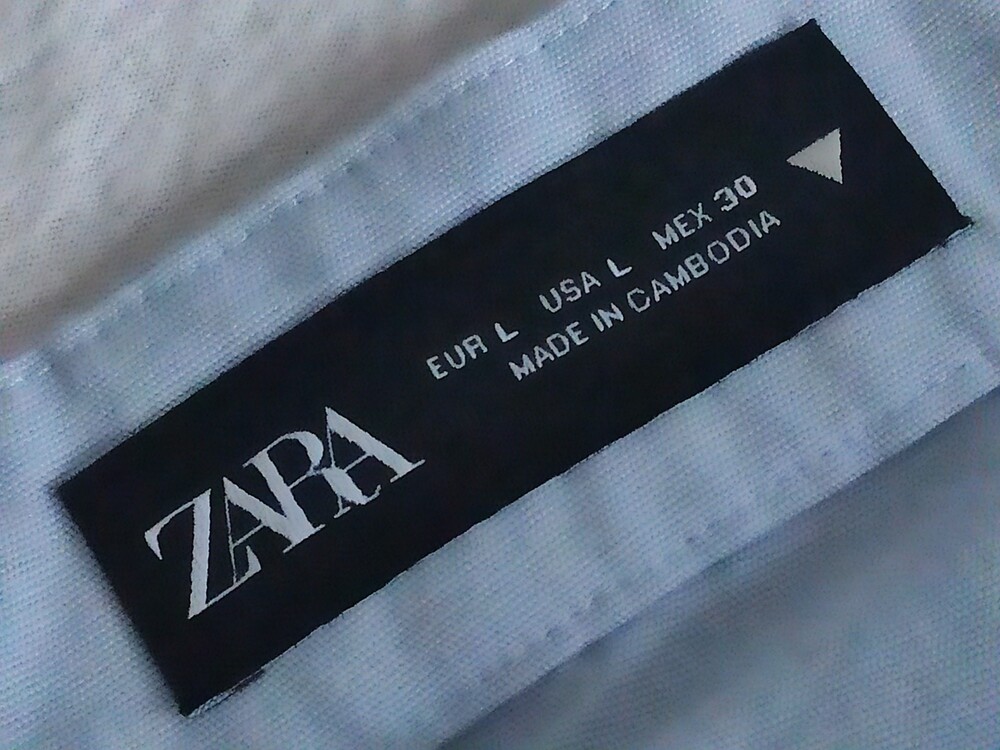 ZARA
EUR L USA L MEX 30
MADE IN CAMBODIA